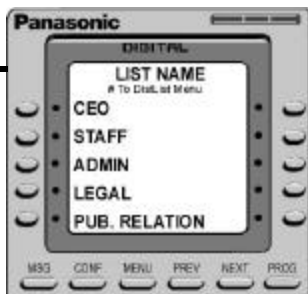 Panasonic
DIGITAL
LIST NAME
# To DistList Menu
CEO
STAFF
ADMIN
LEGAL
PUB. RELATION
MSG CONF MENU PREV NEXT PROG